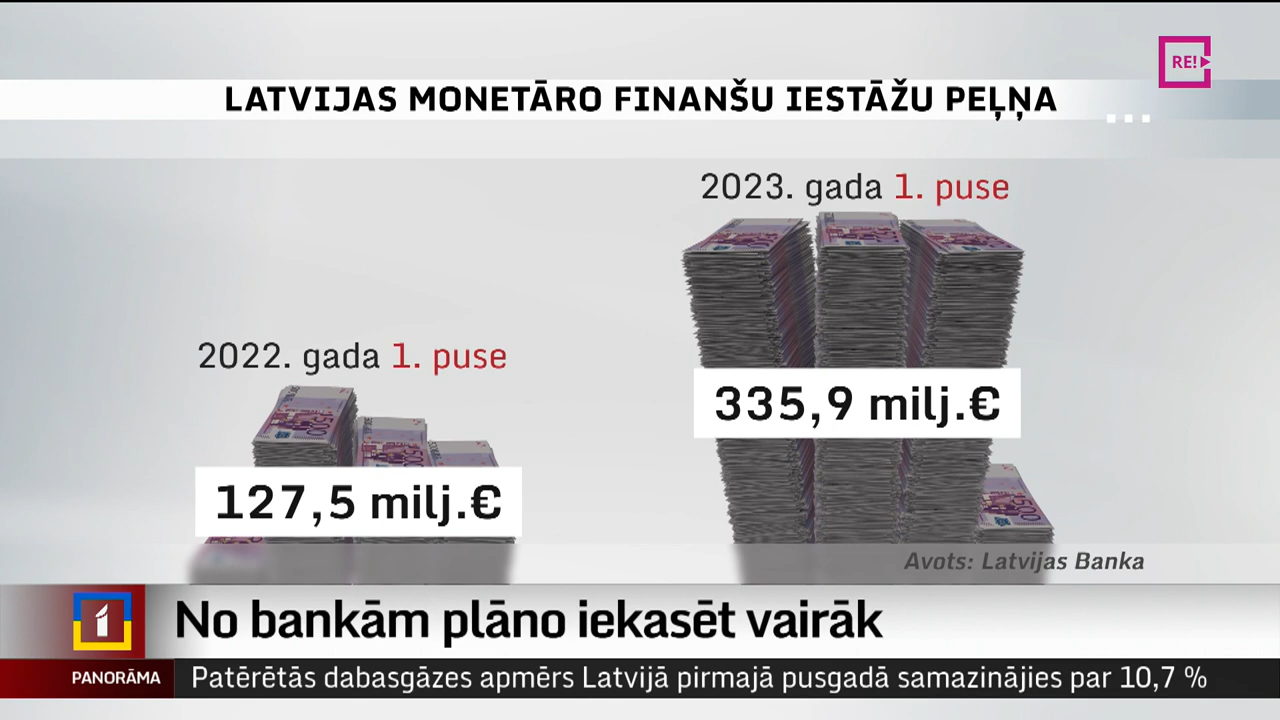 RE!
LATVIJAS MONETĀRO FINANŠU IESTĀŽU PEĻŅA
2023. gada 1. puse
2022. gada 1. puse
335,9 milj.€
127,5 milj.€
Avots: Latvijas Banka
1
No bankām plāno iekasēt vairāk
PANORĀMA
Patērētās dabasgāzes apmērs Latvijā pirmajā pusgadā samazinājies par 10,7 %